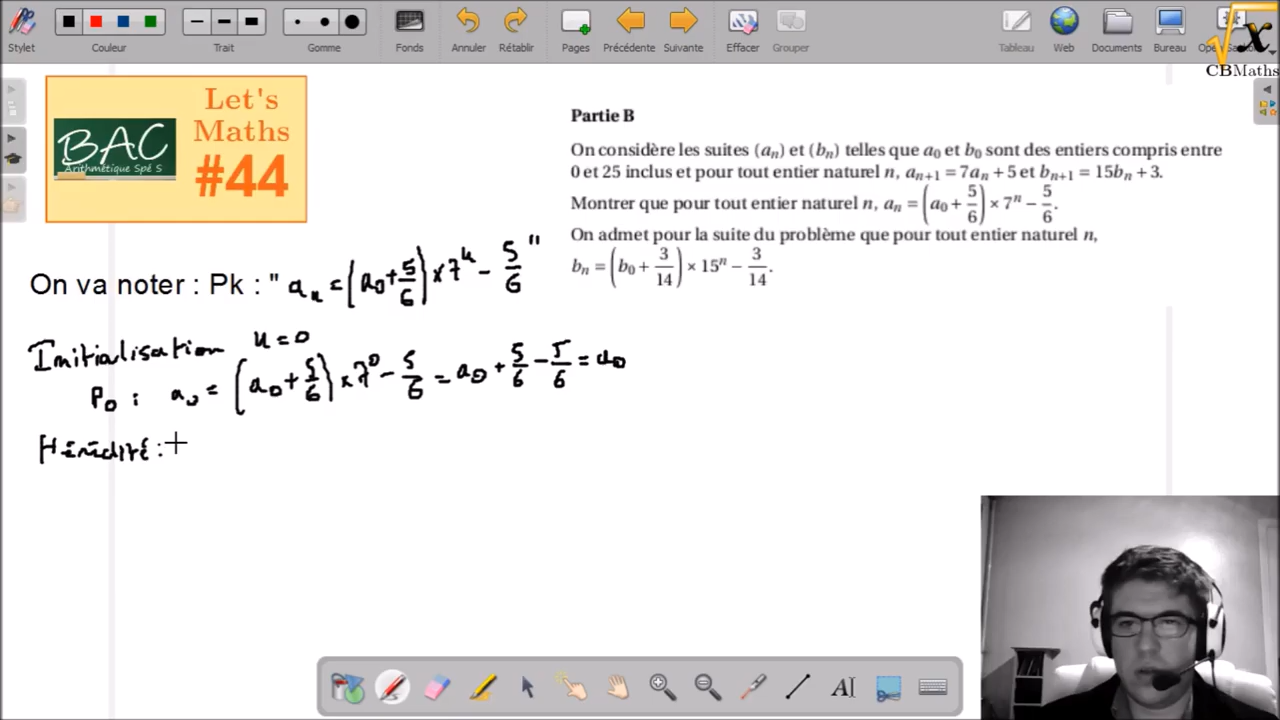 Stylet Couleur Trait Gomme Fonds Annuler Rétablir Pages Précédente Suivante Effacer Grouper Tableau Web Documents Bureau
CBMaths
BAC
Arithmétique Spé S
Let's
Maths
#44
Partie B
On considère les suites (aₙ) et (bₙ) telles que a₀ et b₀ sont des entiers compris entre
0 et 25 inclus et pour tout entier naturel n, aₙ₊₁ = 7aₙ + 5 et bₙ₊₁ = 15bₙ + 3.
Montrer que pour tout entier naturel n, aₙ = (a₀ + 5/6) × 7ⁿ − 5/6.
On admet pour la suite du problème que pour tout entier naturel n,
bₙ = (b₀ + 3/14) × 15ⁿ − 3/14.
On va noter : Pk : " aₖ = (a₀ + 5/6) × 7ᵏ − 5/6 "
Initialisation k = 0
P₀ : a₀ = (a₀ + 5/6) × 7⁰ − 5/6 = a₀ + 5/6 − 5/6 = a₀
Hérédité :
AI